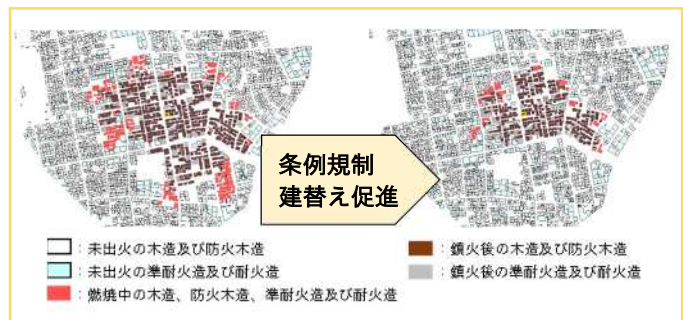 条例規制
建替え促進
：未出火の木造及び防火木造
：未出火の準耐火造及び耐火造
：燃焼中の木造、防火木造、準耐火造及び耐火造
：鎮火後の木造及び防火木造
：鎮火後の準耐火造及び耐火造